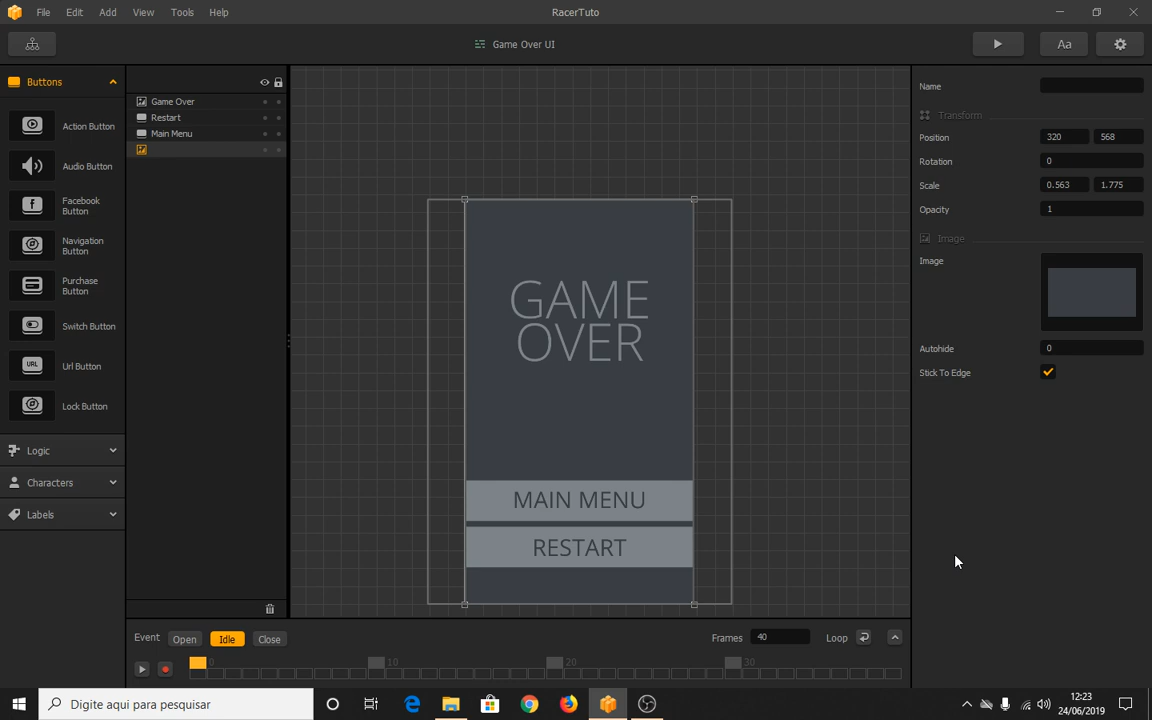 File Edit Add View Tools Help
RacerTuto
Game Over UI
Aa
Buttons
Action Button
Audio Button
f
Facebook
Button
Navigation
Button
Purchase
Button
Switch Button
URL
Url Button
Lock Button
Logic
Characters
Labels
Game Over
Restart
Main Menu
GAME
OVER
MAIN MENU
RESTART
Name
Transform
Position 320 568
Rotation 0
Scale 0.563 1.775
Opacity 1
Image
Image
Autohide 0
Stick To Edge
Event Open Idle Close
Frames 40 Loop
0 10 20 30
Digite aqui para pesquisar
12:23
24/06/2019